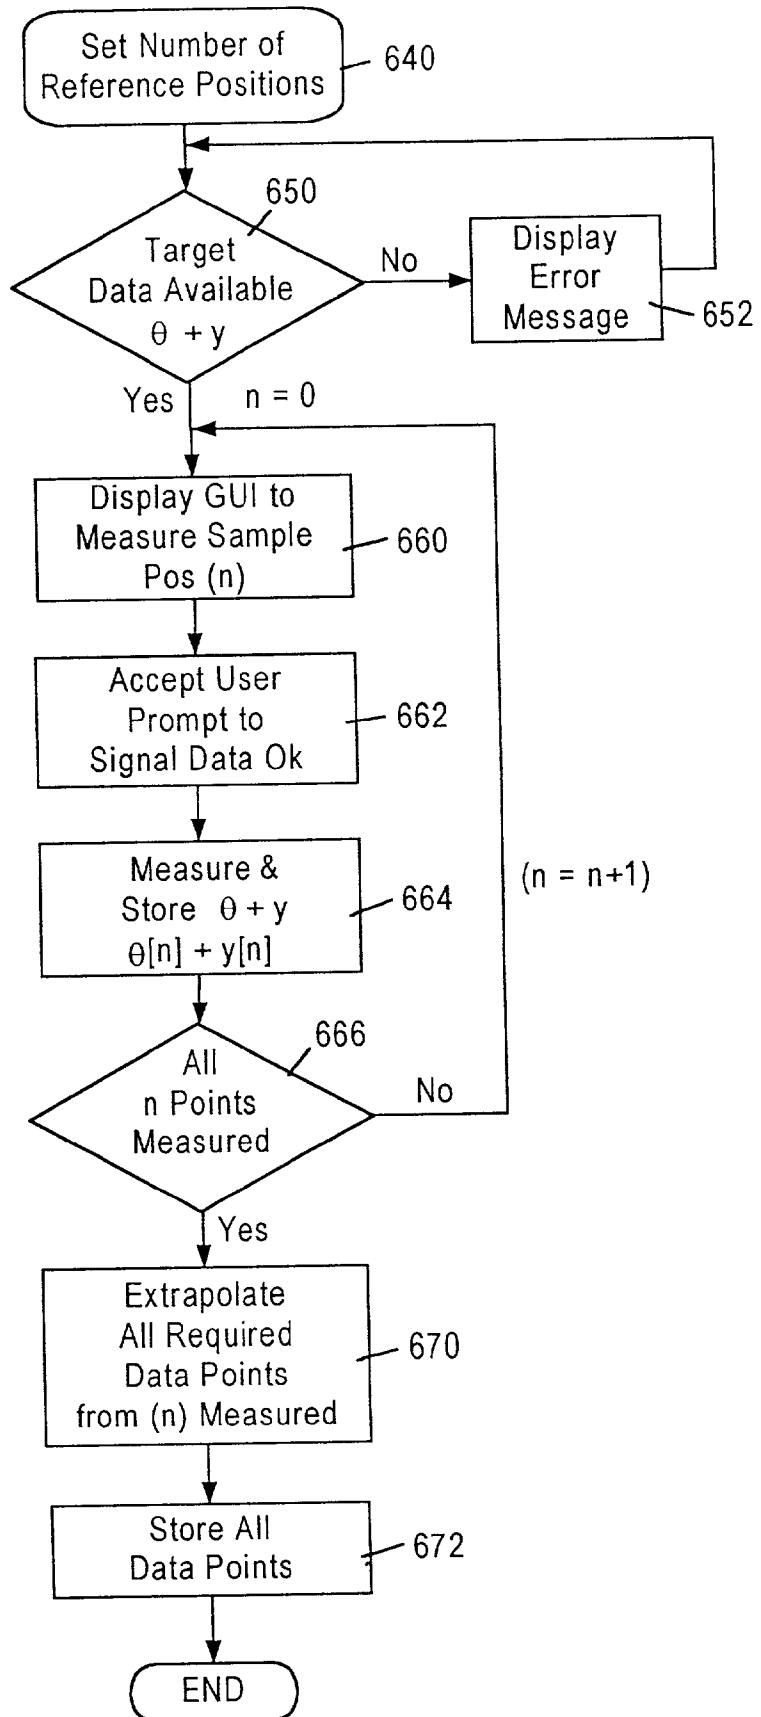 Set Number of
Reference Positions
640
650
Target
Data Available
θ + y
No
Display
Error
Message
652
Yes
n = 0
Display GUI to
Measure Sample
Pos (n)
660
Accept User
Prompt to
Signal Data Ok
662
Measure &
Store θ + y
θ[n] + y[n]
664
(n = n+1)
666
All
n Points
Measured
No
Yes
Extrapolate
All Required
Data Points
from (n) Measured
670
Store All
Data Points
672
END